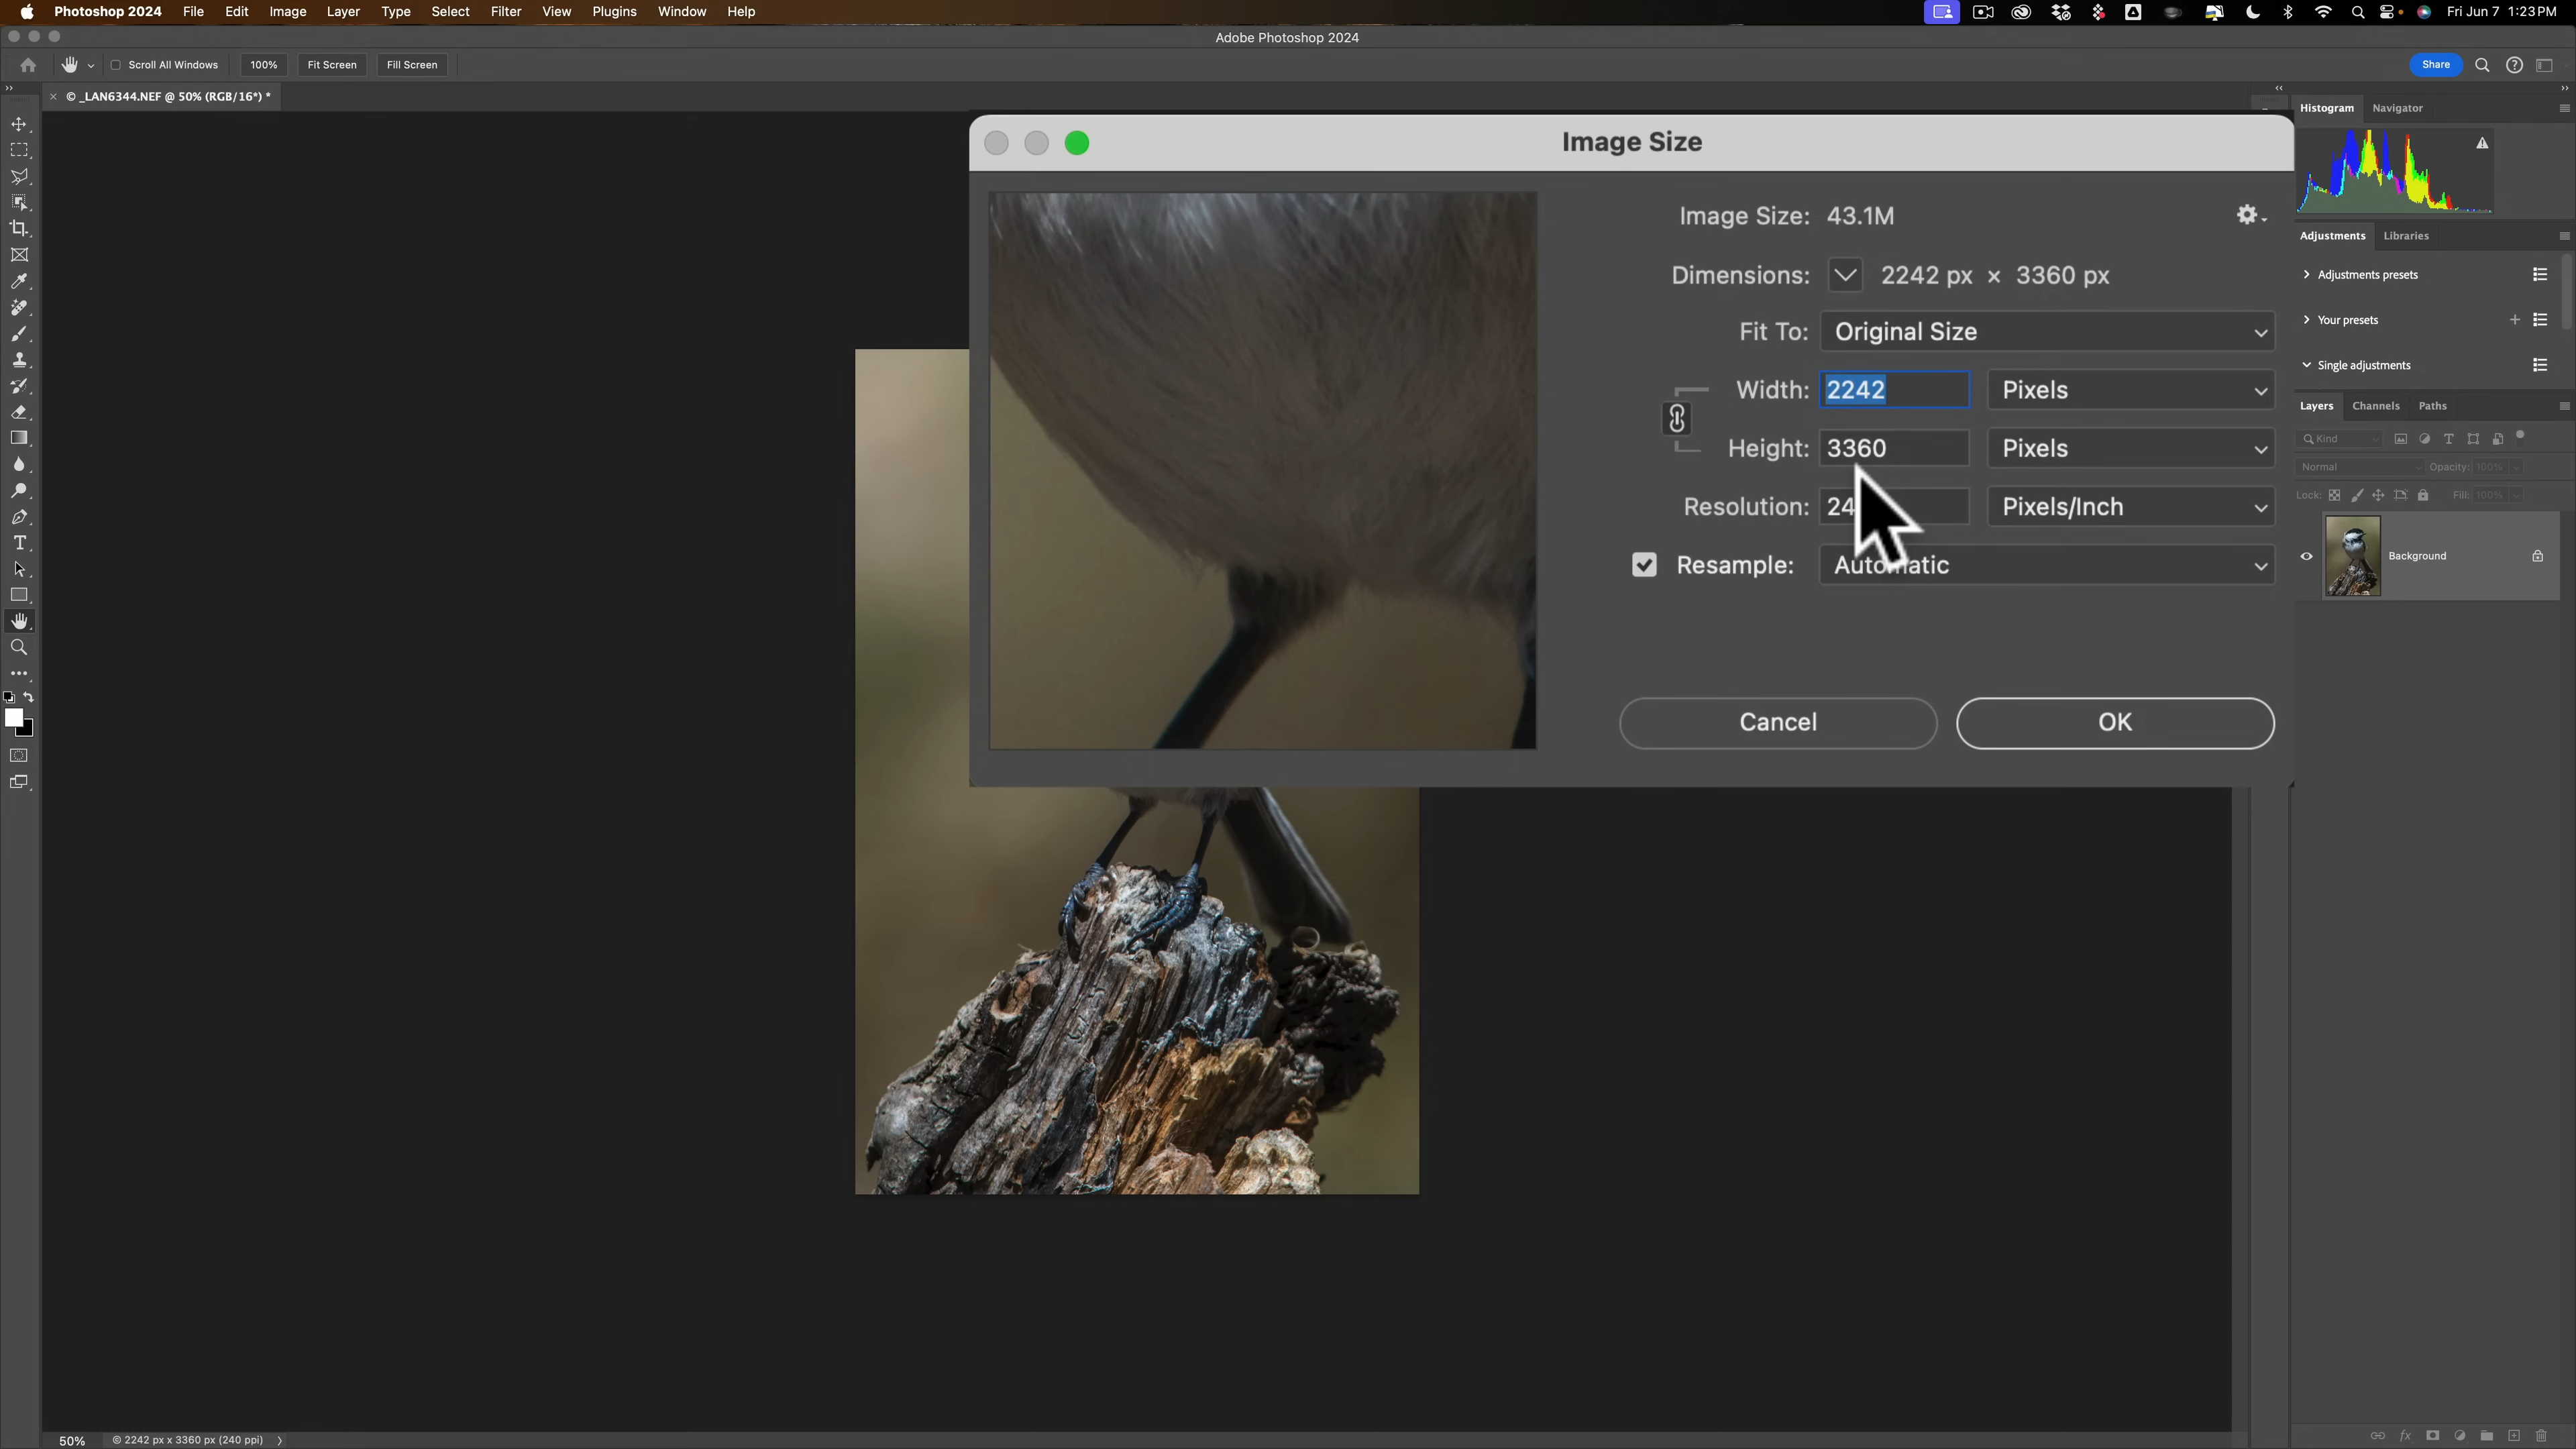 Photoshop 2024 File Edit Image Layer Type Select Filter View Plugins Window Help Fri Jun 7 1:23 PM
Adobe Photoshop 2024
Scroll All Windows 100% Fit Screen Fill Screen Share
© _LAN6344.NEF @ 50% (RGB/16*) *
Image Size
Image Size: 43.1M
Dimensions: 2242 px × 3360 px
Fit To: Original Size
Width: 2242 Pixels
Height: 3360 Pixels
Resolution: 24 Pixels/Inch
Resample: Automatic
Cancel OK
Histogram Navigator
Adjustments Libraries
Adjustments presets
Your presets
Single adjustments
Layers Channels Paths
Kind
Normal Opacity: 100%
Lock: Fill: 100%
Background
50% © 2242 px x 3360 px (240 ppi)